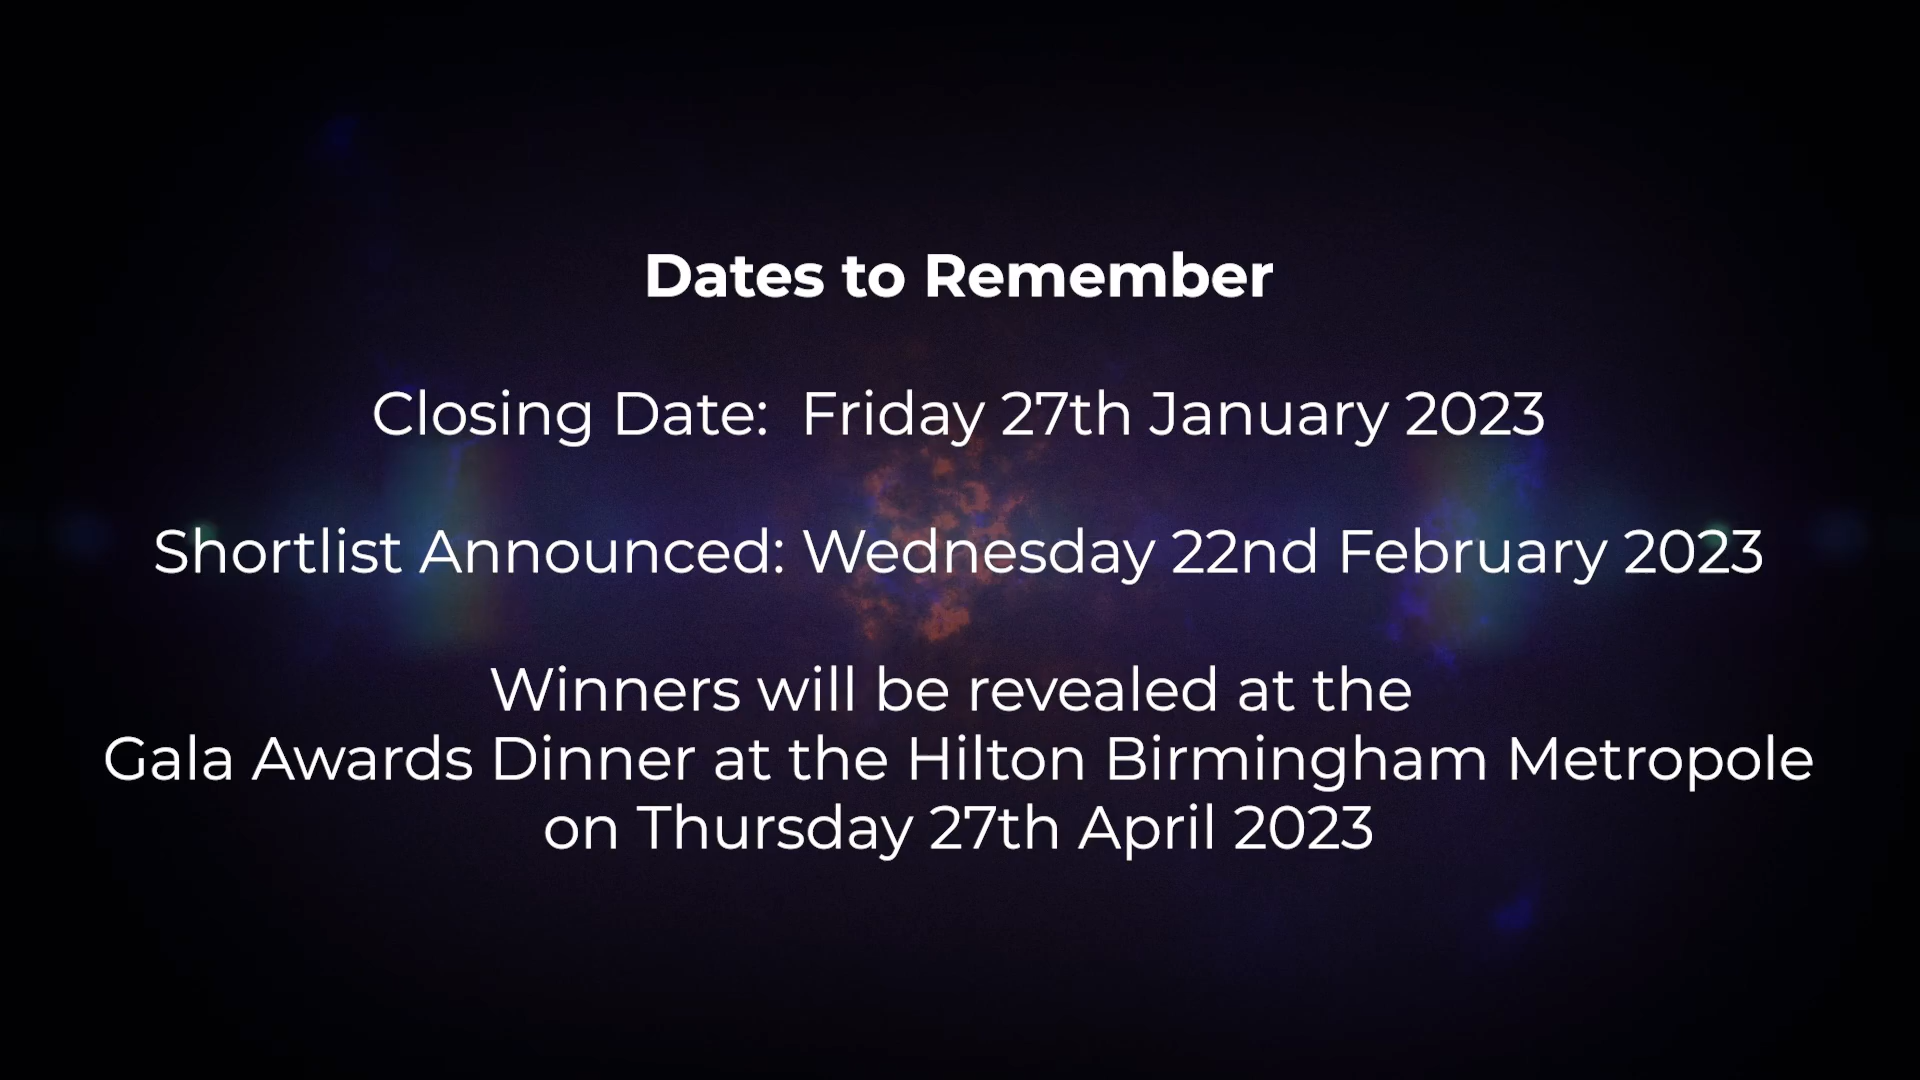 Dates to Remember
Closing Date:  Friday 27th January 2023
Shortlist Announced: Wednesday 22nd February 2023
Winners will be revealed at the
Gala Awards Dinner at the Hilton Birmingham Metropole
on Thursday 27th April 2023